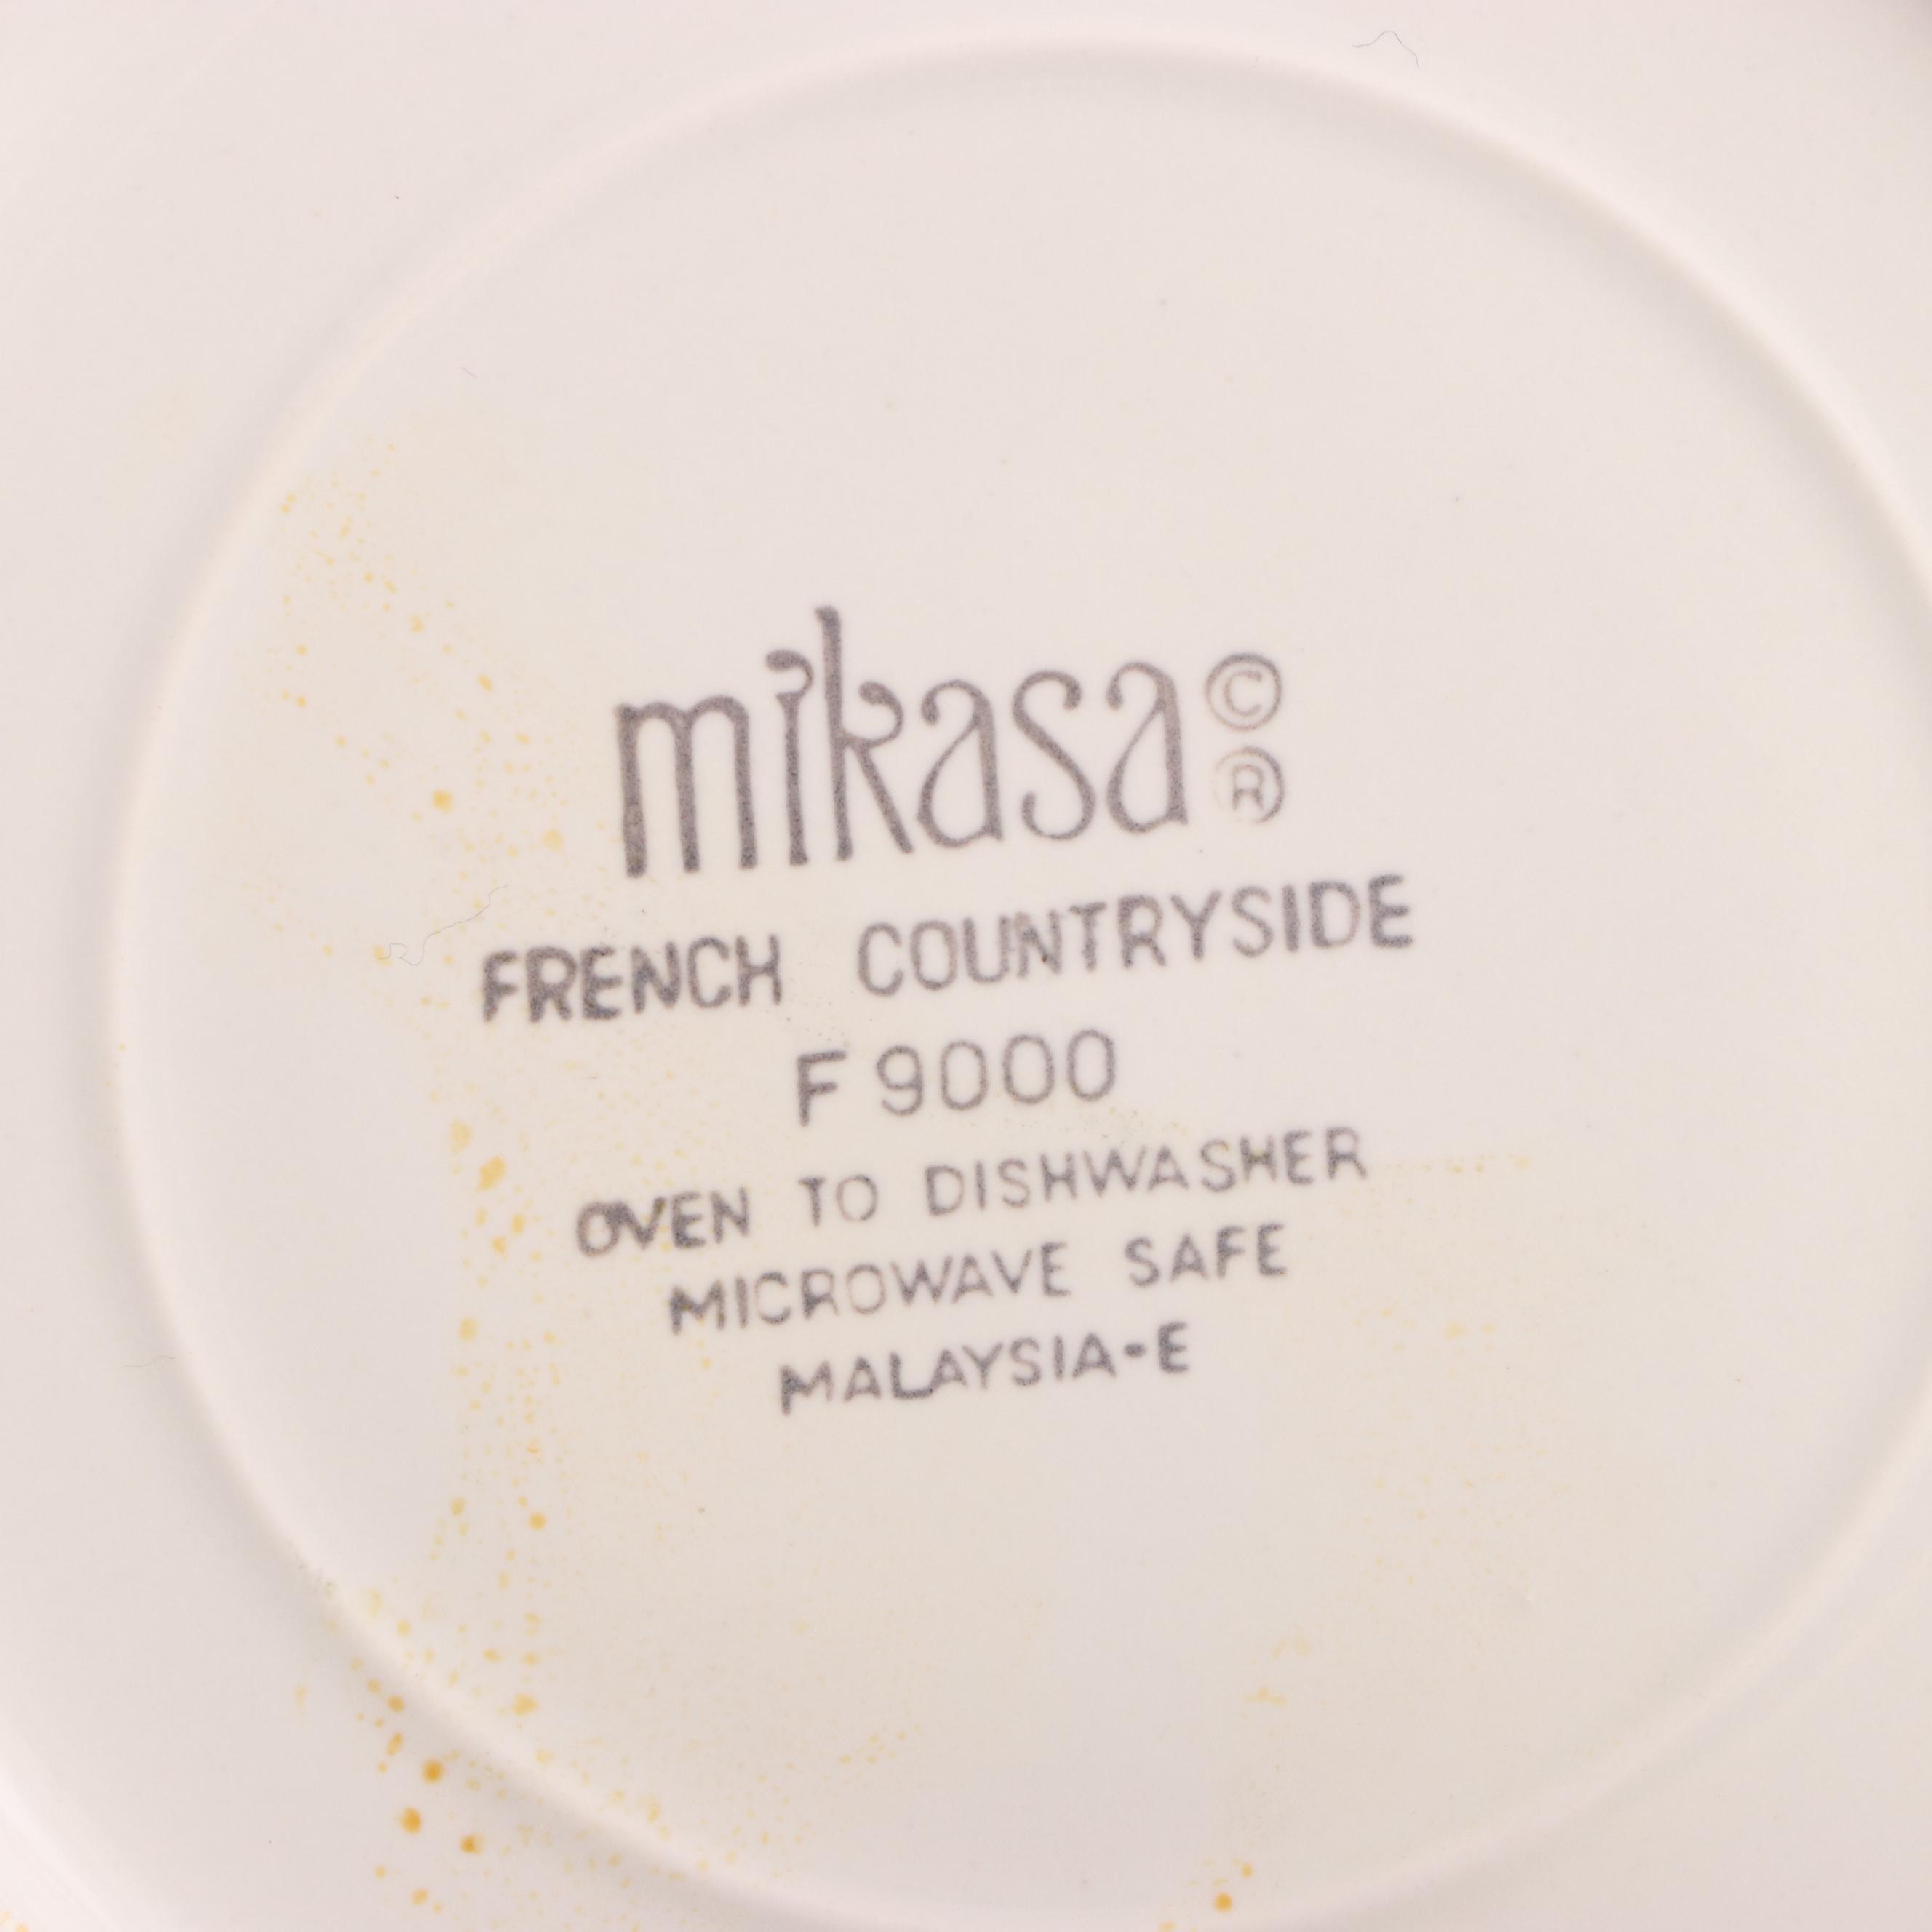 mikasa © ®
FRENCH COUNTRYSIDE
F 9000
OVEN TO DISHWASHER
MICROWAVE SAFE
MALAYSIA-E